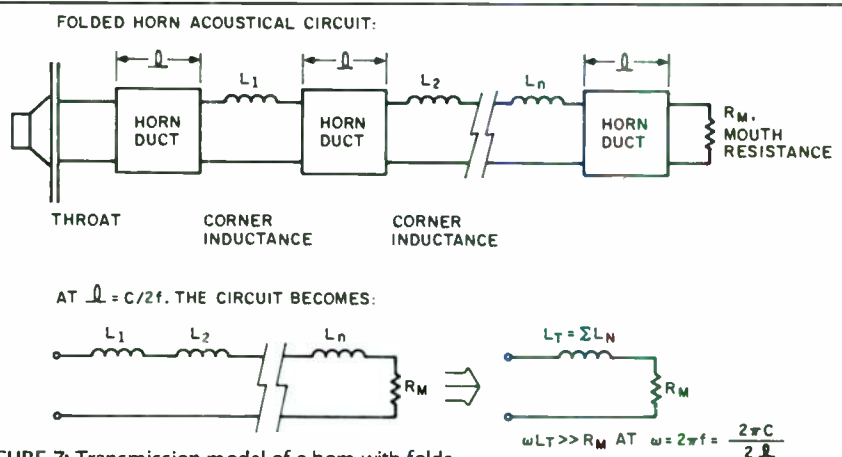 FOLDED HORN ACOUSTICAL CIRCUIT:
ℓ ℓ ℓ
L1 L2 Ln
HORN DUCT HORN DUCT HORN DUCT
RM, MOUTH RESISTANCE
THROAT CORNER INDUCTANCE CORNER INDUCTANCE
AT ℓ = C/2f. THE CIRCUIT BECOMES:
L1 L2 Ln LT = ΣLN
RM RM
ωLT >> RM AT ω = 2πf = 2πC / 2ℓ
GURE 7: Transmission model of a horn with folds